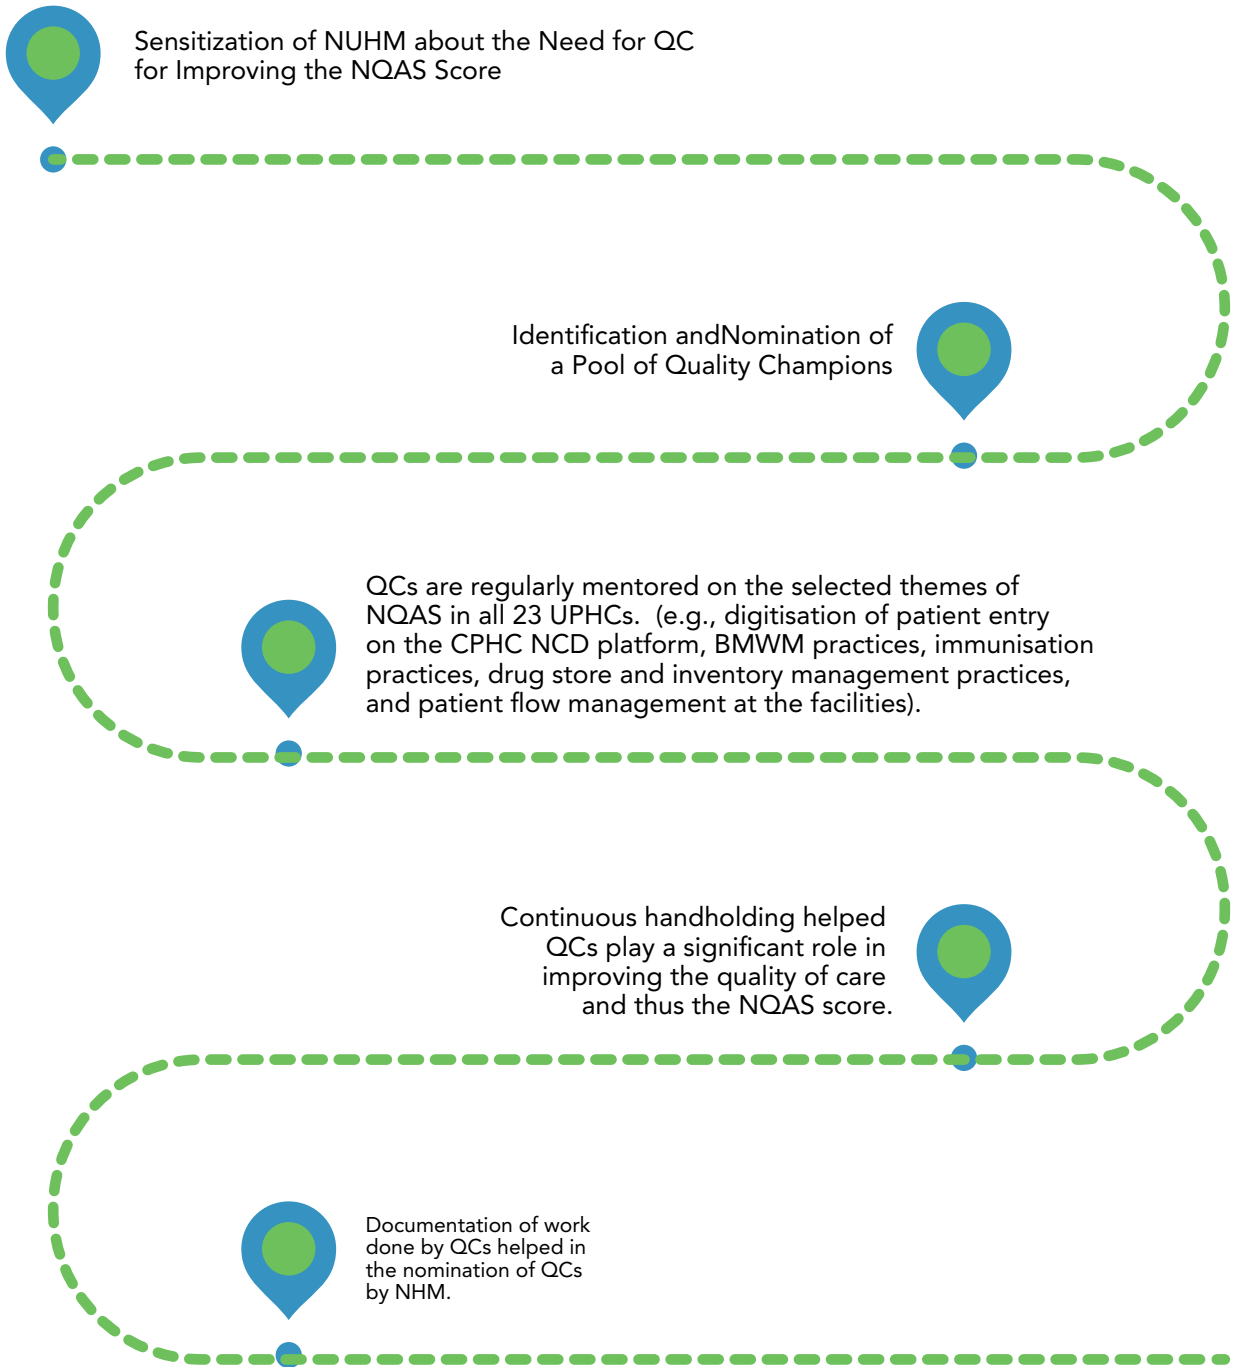 Sensitization of NUHM about the Need for QC
for Improving the NQAS Score
Identification andNomination of
a Pool of Quality Champions
QCs are regularly mentored on the selected themes of
NQAS in all 23 UPHCs.  (e.g., digitisation of patient entry
on the CPHC NCD platform, BMWM practices, immunisation
practices, drug store and inventory management practices,
and patient flow management at the facilities).
Continuous handholding helped
QCs play a significant role in
improving the quality of care
and thus the NQAS score.
Documentation of work
done by QCs helped in
the nomination of QCs
by NHM.